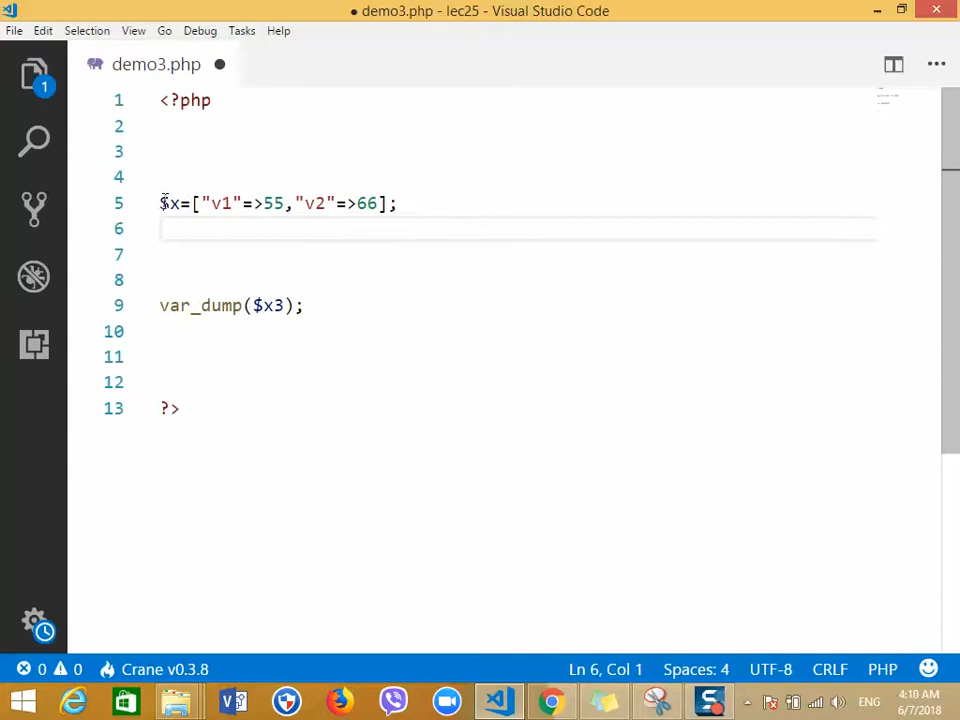 ● demo3.php - lec25 - Visual Studio Code
File Edit Selection View Go Debug Tasks Help
demo3.php ●
1
1 <?php
2
3
4
5 $x=["v1"=>55,"v2"=>66];
6
7
8
9 var_dump($x3);
10
11
12
13 ?>
0 0 Crane v0.3.8 Ln 6, Col 1 Spaces: 4 UTF-8 CRLF PHP
ENG 4:10 AM
6/7/2018